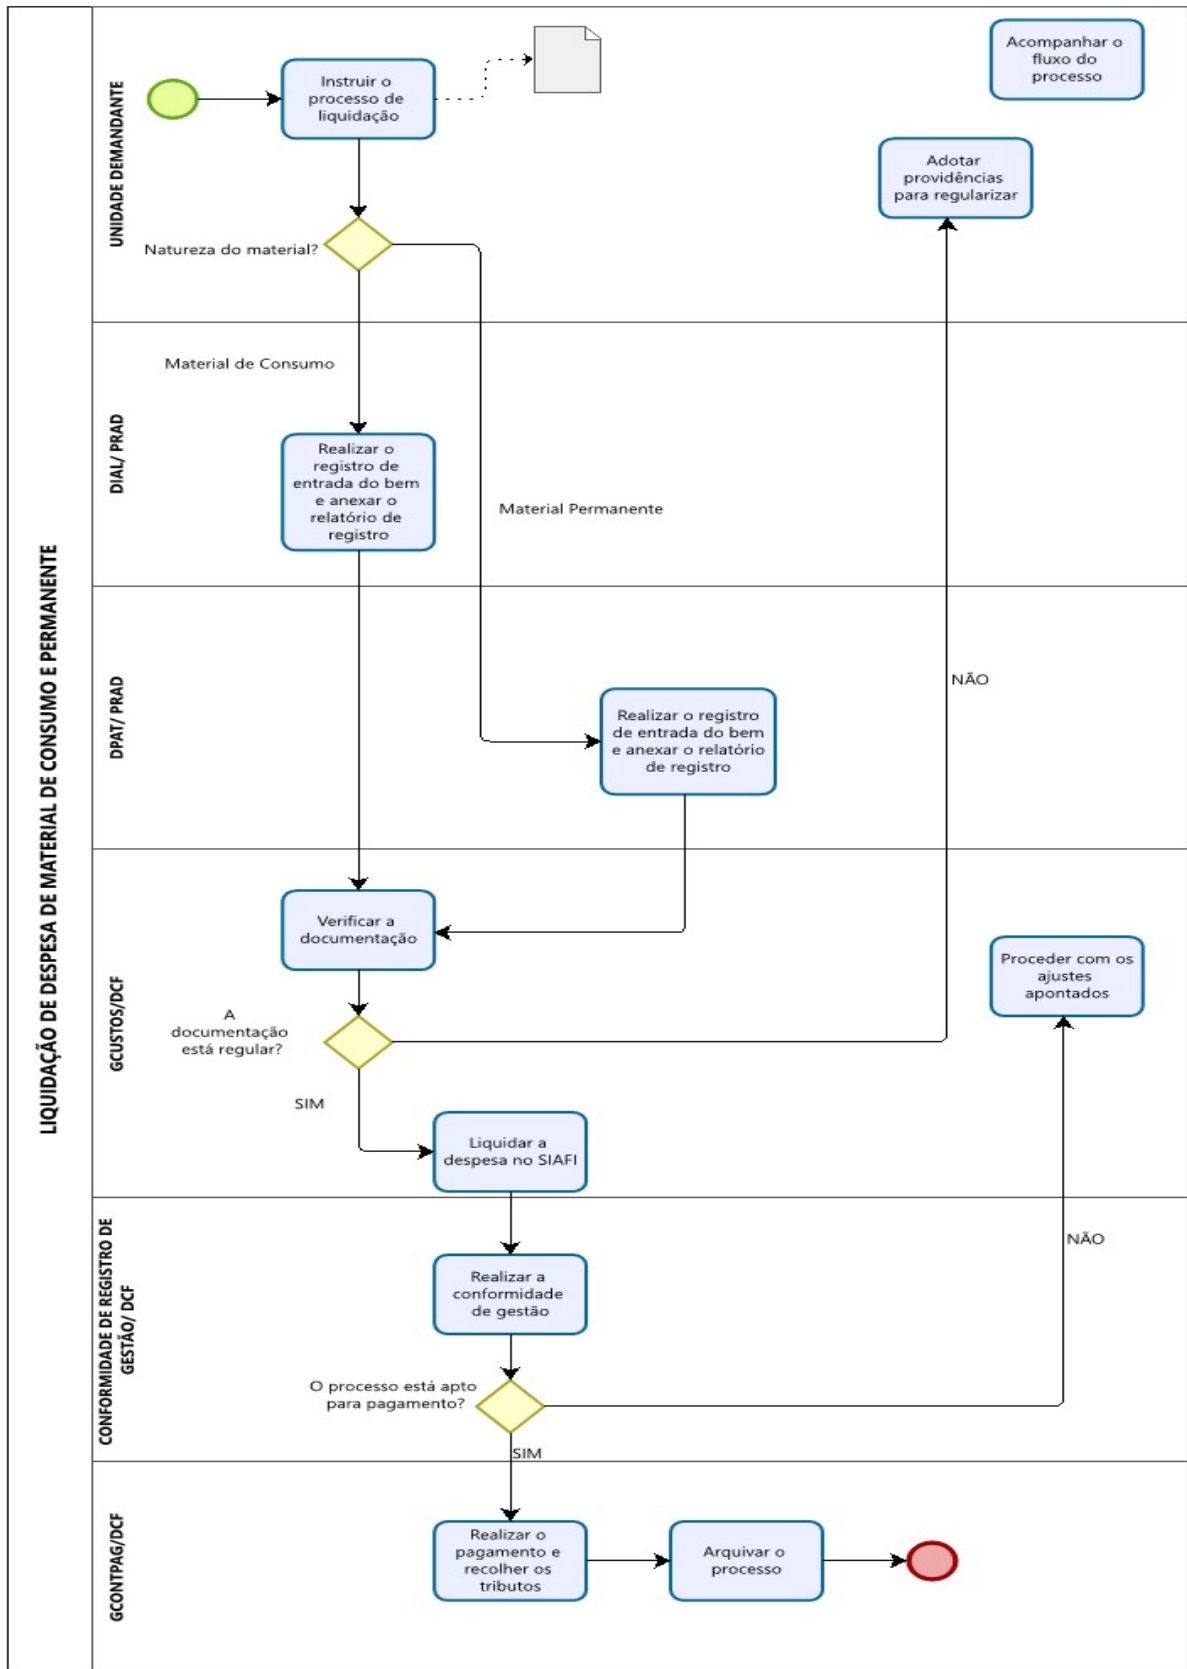 LIQUIDAÇÃO DE DESPESA DE MATERIAL DE CONSUMO E PERMANENTE
UNIDADE DEMANDANTE
Instruir o
processo de
liquidação
Acompanhar o
fluxo do
processo
Adotar
providências
para regularizar
Natureza do material?
DIAL/ PRAD
Material de Consumo
Realizar o
registro de
entrada do bem
e anexar o
relatório de
registro
Material Permanente
DPAT/ PRAD
NÃO
Realizar o registro
de entrada do bem
e anexar o relatório
de registro
GCUSTOS/DCF
Verificar a
documentação
Proceder com os
ajustes
apontados
A
documentação
está regular?
SIM
Liquidar a
despesa no SIAFI
CONFORMIDADE DE REGISTRO DE
GESTÃO/ DCF
NÃO
Realizar a
conformidade
de gestão
O processo está apto
para pagamento?
SIM
GCONTPAG/DCF
Realizar o
pagamento e
recolher os
tributos
Arquivar o
processo